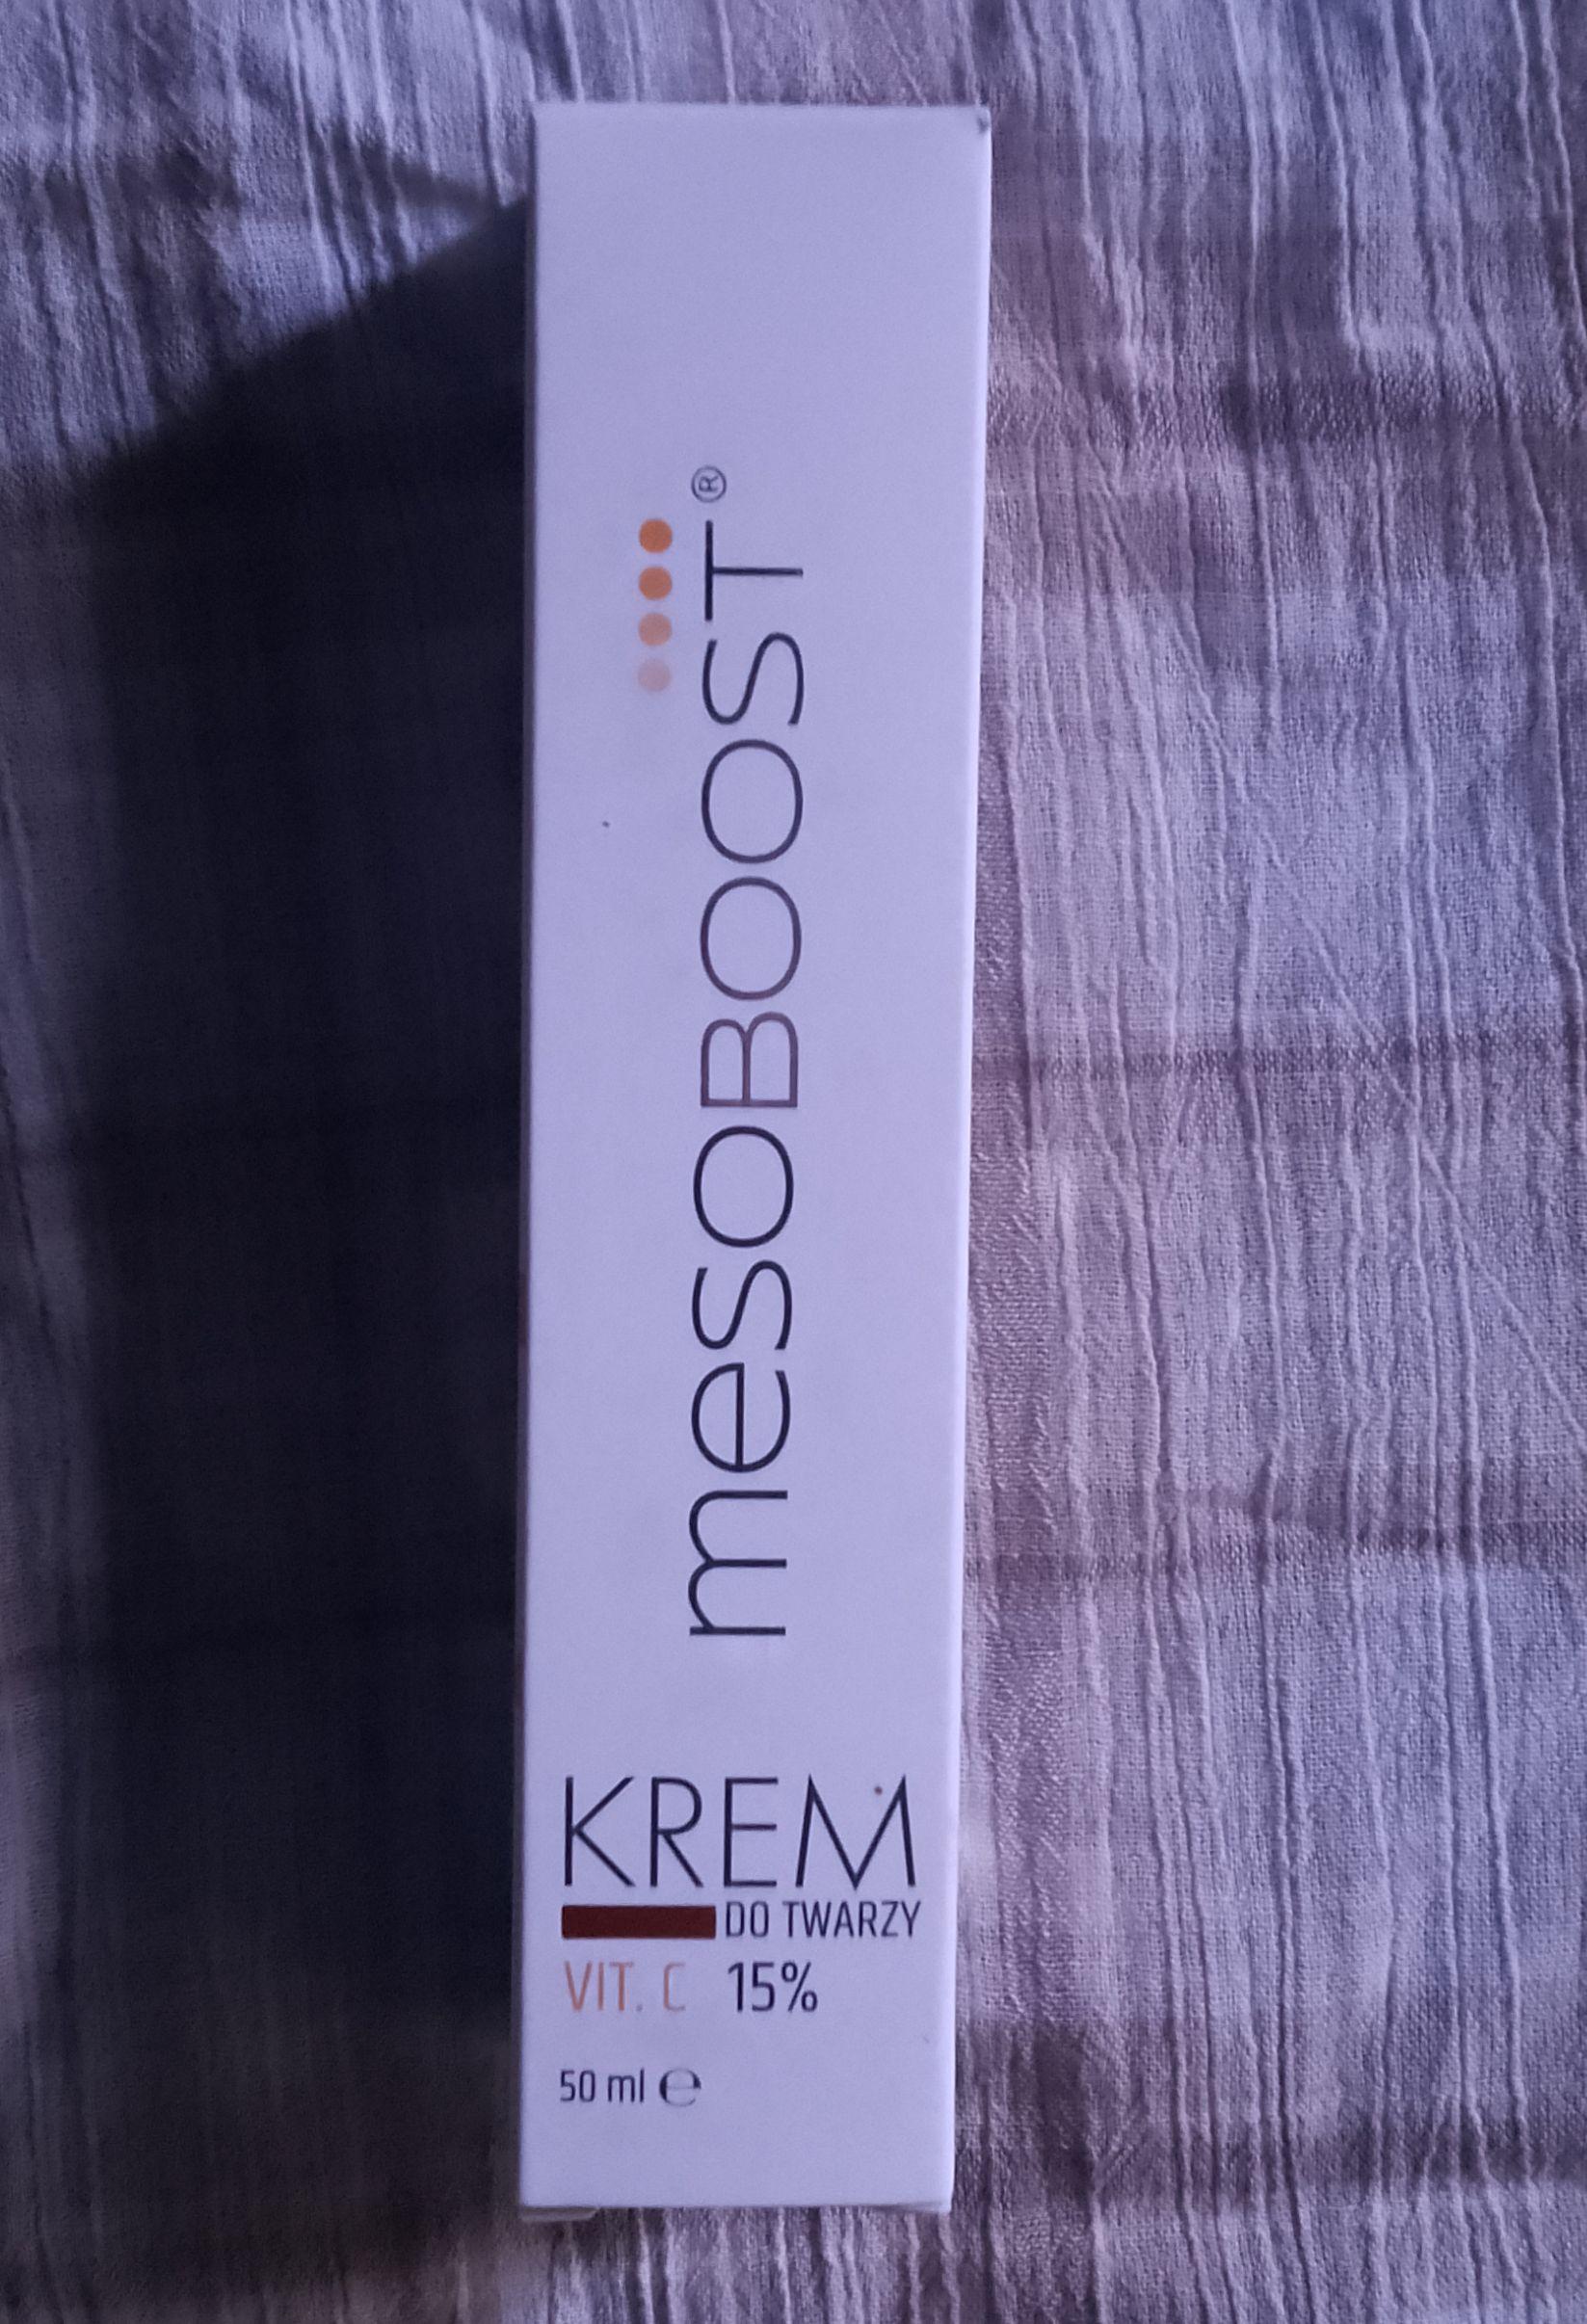 mesoBOOST®
KREM
DO TWARZY
VIT. C 15%
50 ml ℮